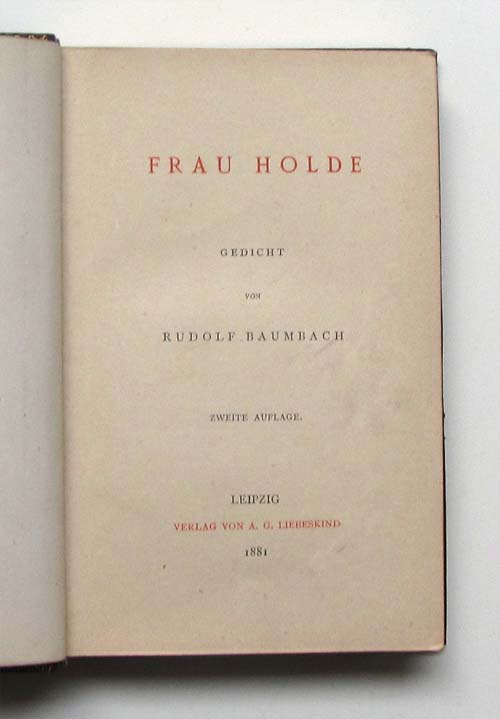 FRAU HOLDE
GEDICHT
VON
RUDOLF BAUMBACH
ZWEITE AUFLAGE.
LEIPZIG
VERLAG VON A. G. LIEBESKIND
1881